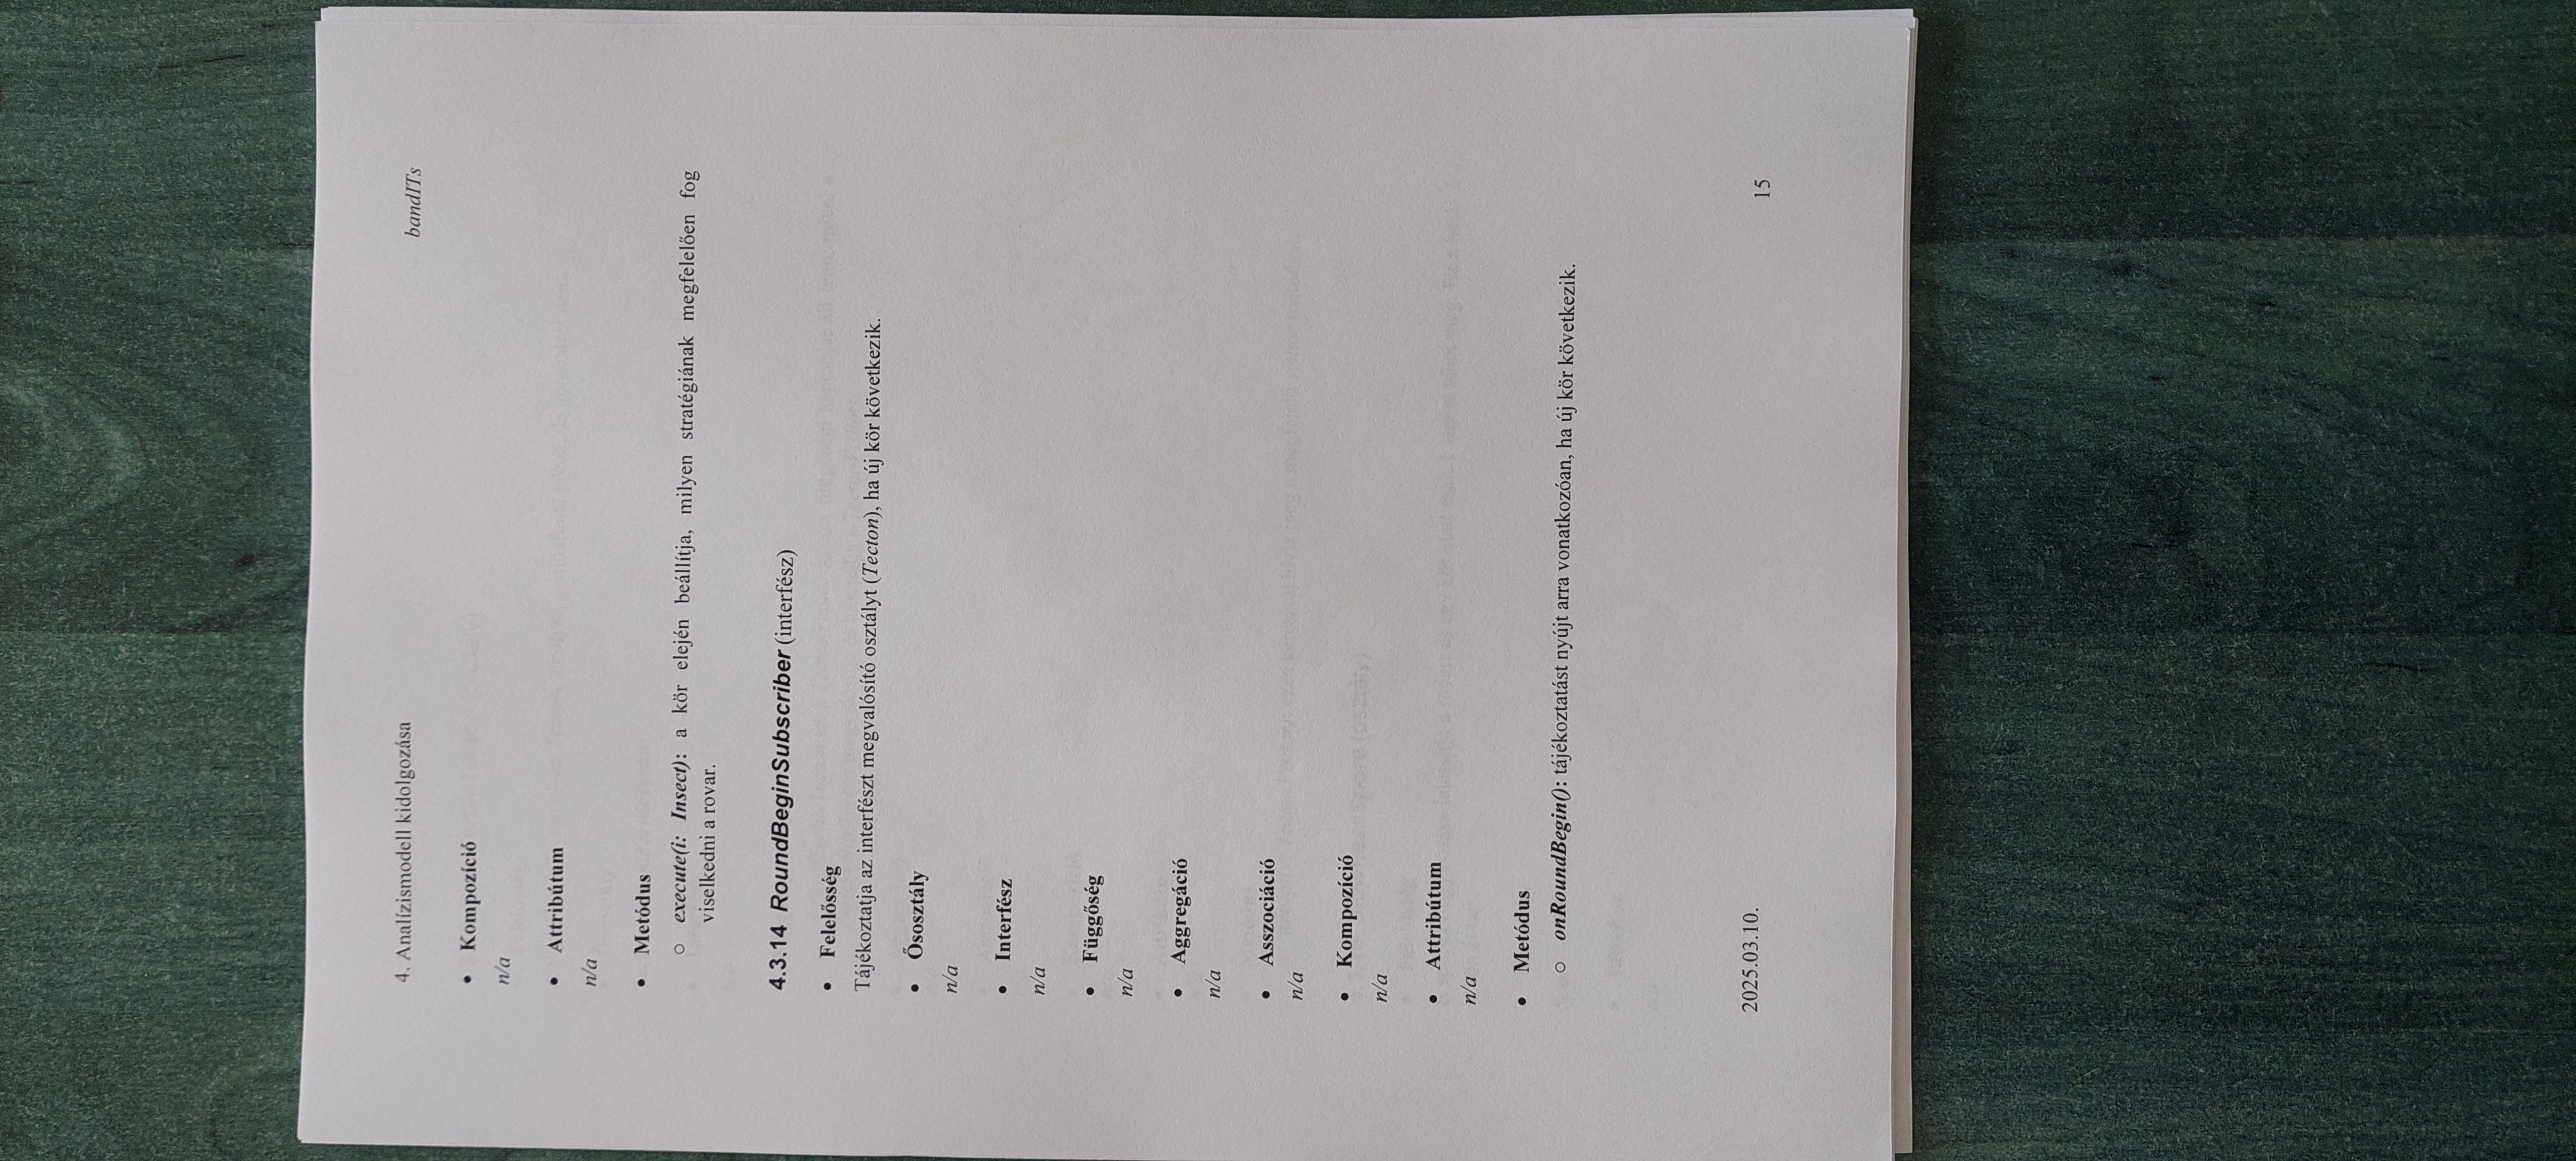 4. Analízismodell kidolgozása
bandITs
• Kompozíció
n/a
• Attribútum
n/a
• Metódus
○ execute(i: Insect): a kör elején beállítja, milyen stratégiának megfelelően fog
viselkedni a rovar.
4.3.14 RoundBeginSubscriber (interfész)
• Felelősség
Tájékoztatja az interfészt megvalósító osztályt (Tecton), ha új kör következik.
• Ősosztály
n/a
• Interfész
n/a
• Függőség
n/a
• Aggregáció
n/a
• Asszociáció
n/a
• Kompozíció
n/a
• Attribútum
n/a
• Metódus
○ onRoundBegin(): tájékoztatást nyújt arra vonatkozóan, ha új kör következik.
2025.03.10.
15